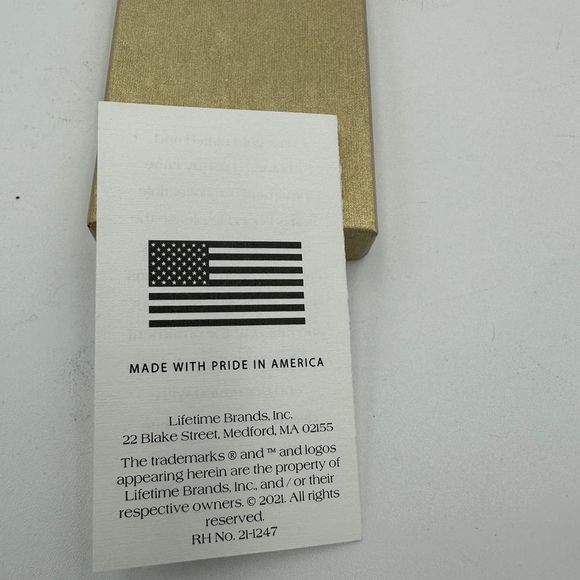 MADE WITH PRIDE IN AMERICA
Lifetime Brands, Inc.
22 Blake Street, Medford, MA 02155
The trademarks ® and ™ and logos
appearing herein are the property of
Lifetime Brands, Inc., and / or their
respective owners. © 2021. All rights
reserved.
RH No. 21-1247